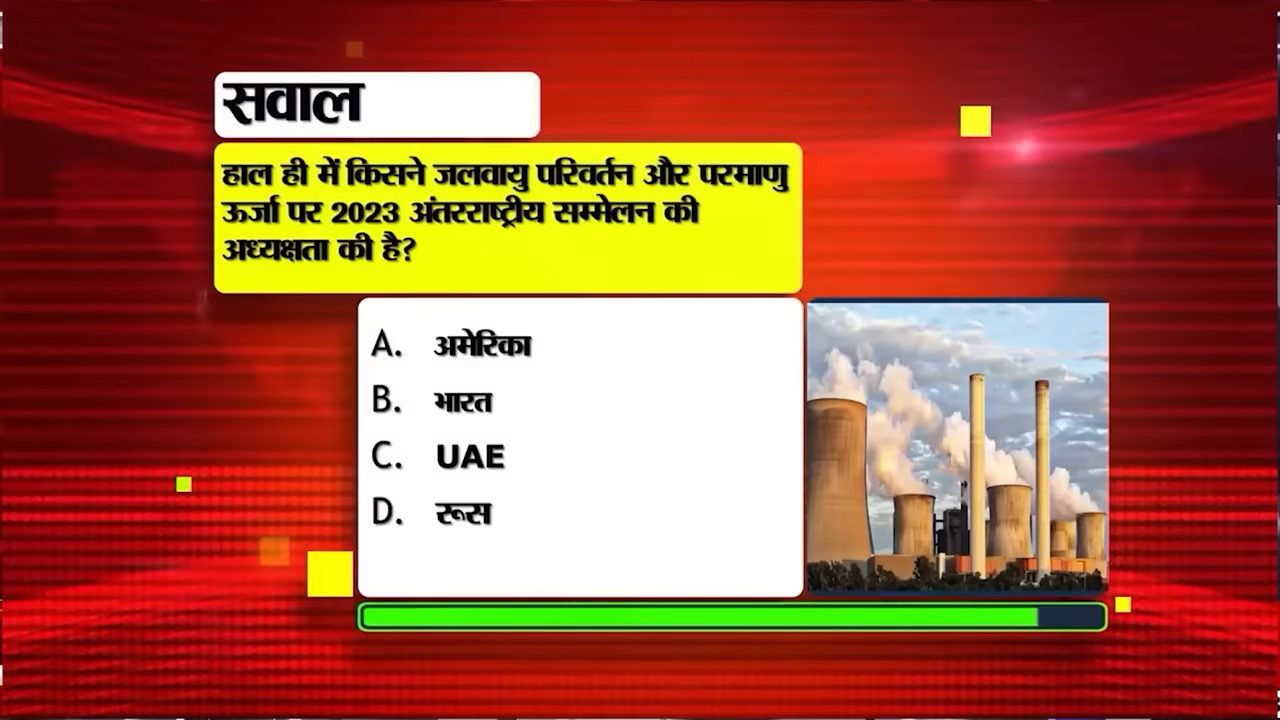 सवाल
हाल ही में किसने जलवायु परिवर्तन और परमाणु
ऊर्जा पर 2023 अंतरराष्ट्रीय सम्मेलन की
अध्यक्षता की है?
A. अमेरिका
B. भारत
C. UAE
D. रूस